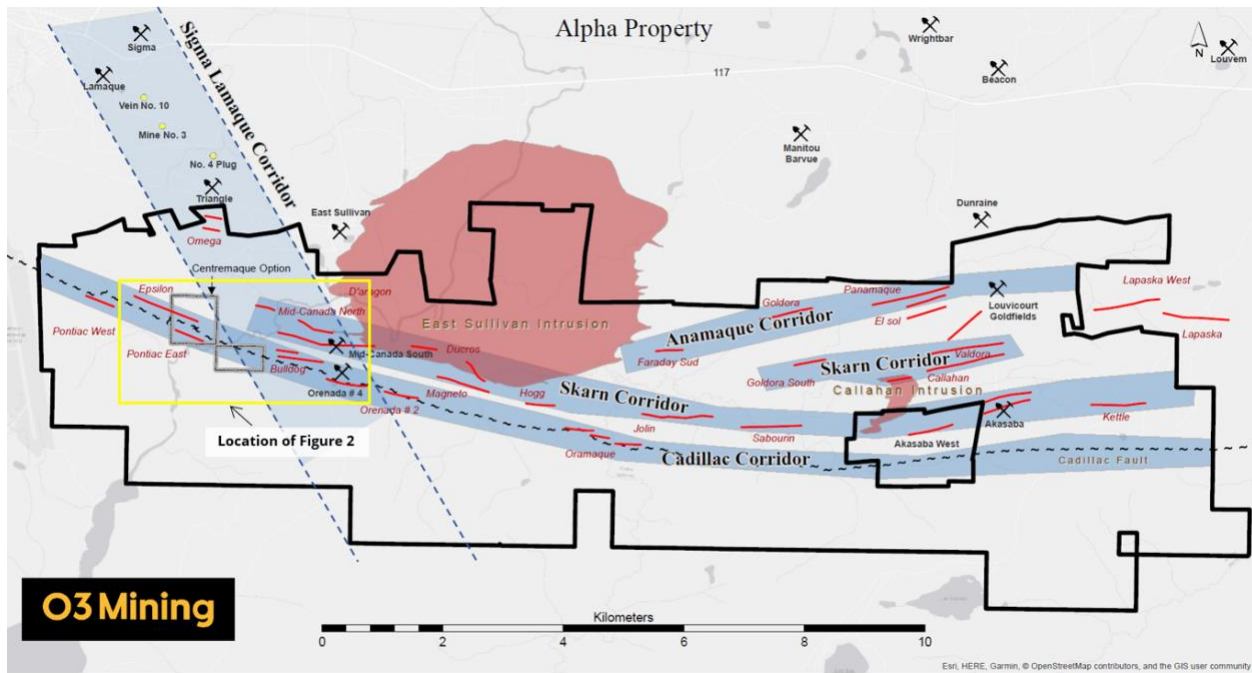 Alpha Property
Sigma
Lamaque
Vein No. 10
Mine No. 3
No. 4 Plug
Triangle
Sigma Lamaque Corridor
Wrightbar
Beacon
Louvem
N
117
Manitou
Barvue
East Sullivan
Dunraine
Omega
Centremaque Option
Epsilon
D'aragon
Mid-Canada North
Pontiac West
Pontiac East
Mid-Canada South
Bulldog
Orenada # 4
Orenada # 2
East Sullivan Intrusion
Ducros
Magneto
Hogg
Goldora
Panamaque
El sol
Louvicourt
Goldfields
Lapaska West
Lapaska
Anamaque Corridor
Faraday Sud
Skarn Corridor
Valdora
Goldora South
Callahan
Callahan Intrusion
Skarn Corridor
Jolin
Sabourin
Oramaque
Cadillac Corridor
Akasaba West
Akasaba
Kettle
Cadillac Fault
Location of Figure 2
O3 Mining
Kilometers
0 2 4 6 8 10
Esri, HERE, Garmin, © OpenStreetMap contributors, and the GIS user community